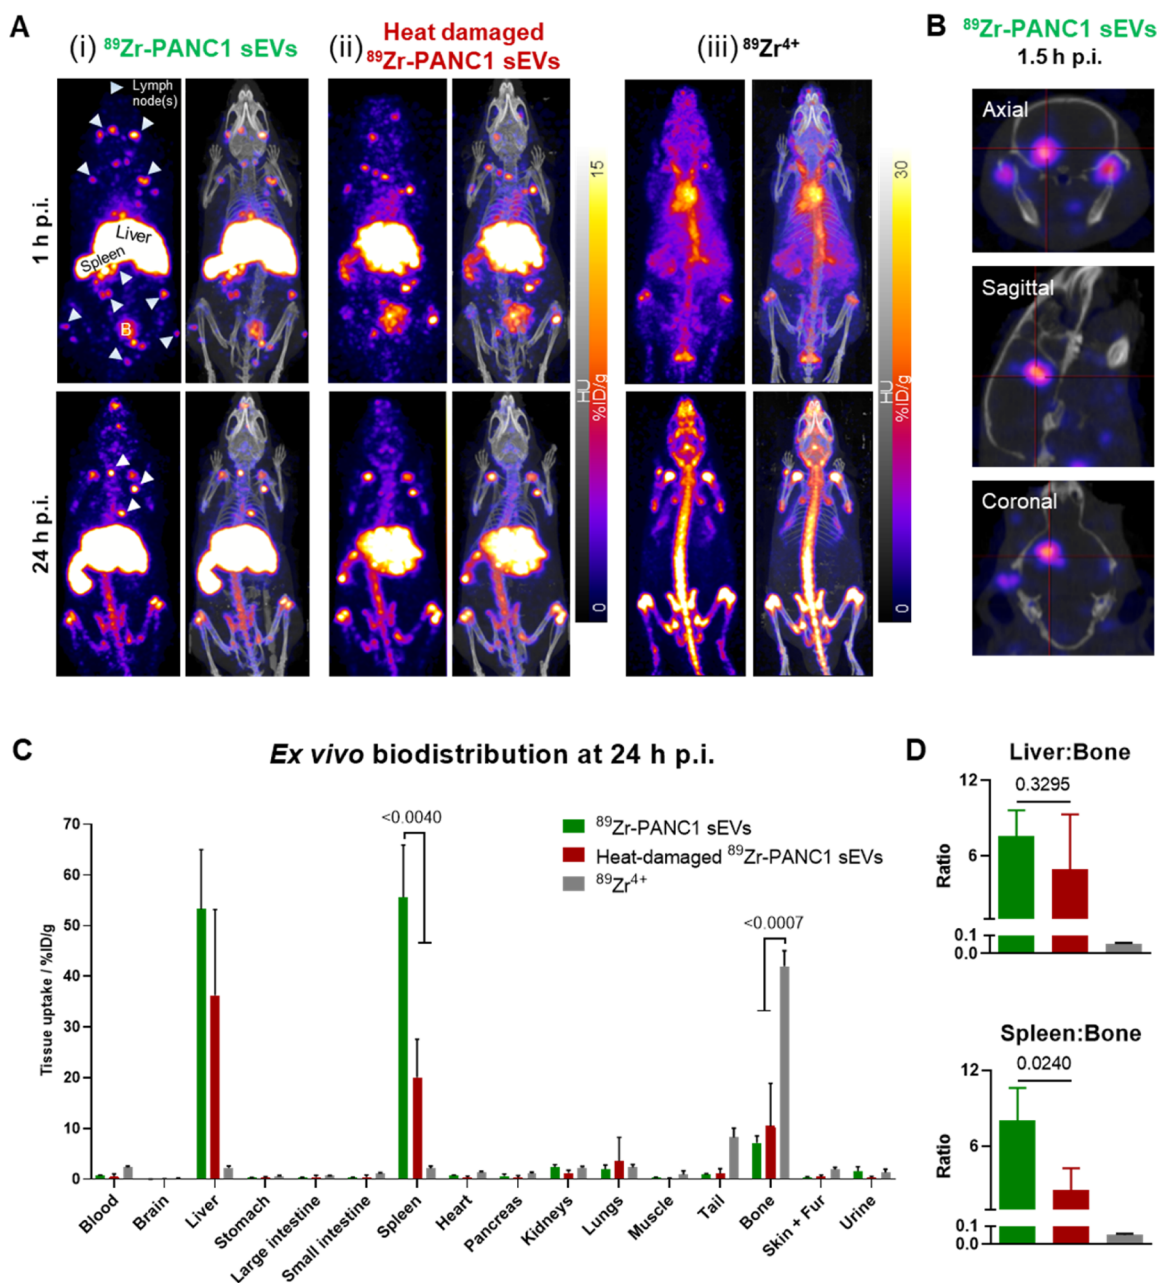 A
(i) ⁸⁹Zr-PANC1 sEVs
(ii) Heat damaged
⁸⁹Zr-PANC1 sEVs
(iii) ⁸⁹Zr⁴⁺
B
⁸⁹Zr-PANC1 sEVs
1.5 h p.i.
1 h p.i.
Lymph
node(s)
Liver
Spleen
B
24 h p.i.
15
HU
%ID/g
0
30
HU
%ID/g
0
Axial
Sagittal
Coronal
C
Ex vivo biodistribution at 24 h p.i.
Tissue uptake / %ID/g
70
60
50
40
30
20
10
0
<0.0040
<0.0007
⁸⁹Zr-PANC1 sEVs
Heat-damaged ⁸⁹Zr-PANC1 sEVs
⁸⁹Zr⁴⁺
Blood
Brain
Liver
Stomach
Large intestine
Small intestine
Spleen
Heart
Pancreas
Kidneys
Lungs
Muscle
Tail
Bone
Skin + Fur
Urine
D
Liver:Bone
0.3295
12
6
0.1
0.0
Ratio
Spleen:Bone
0.0240
12
6
0.1
0.0
Ratio